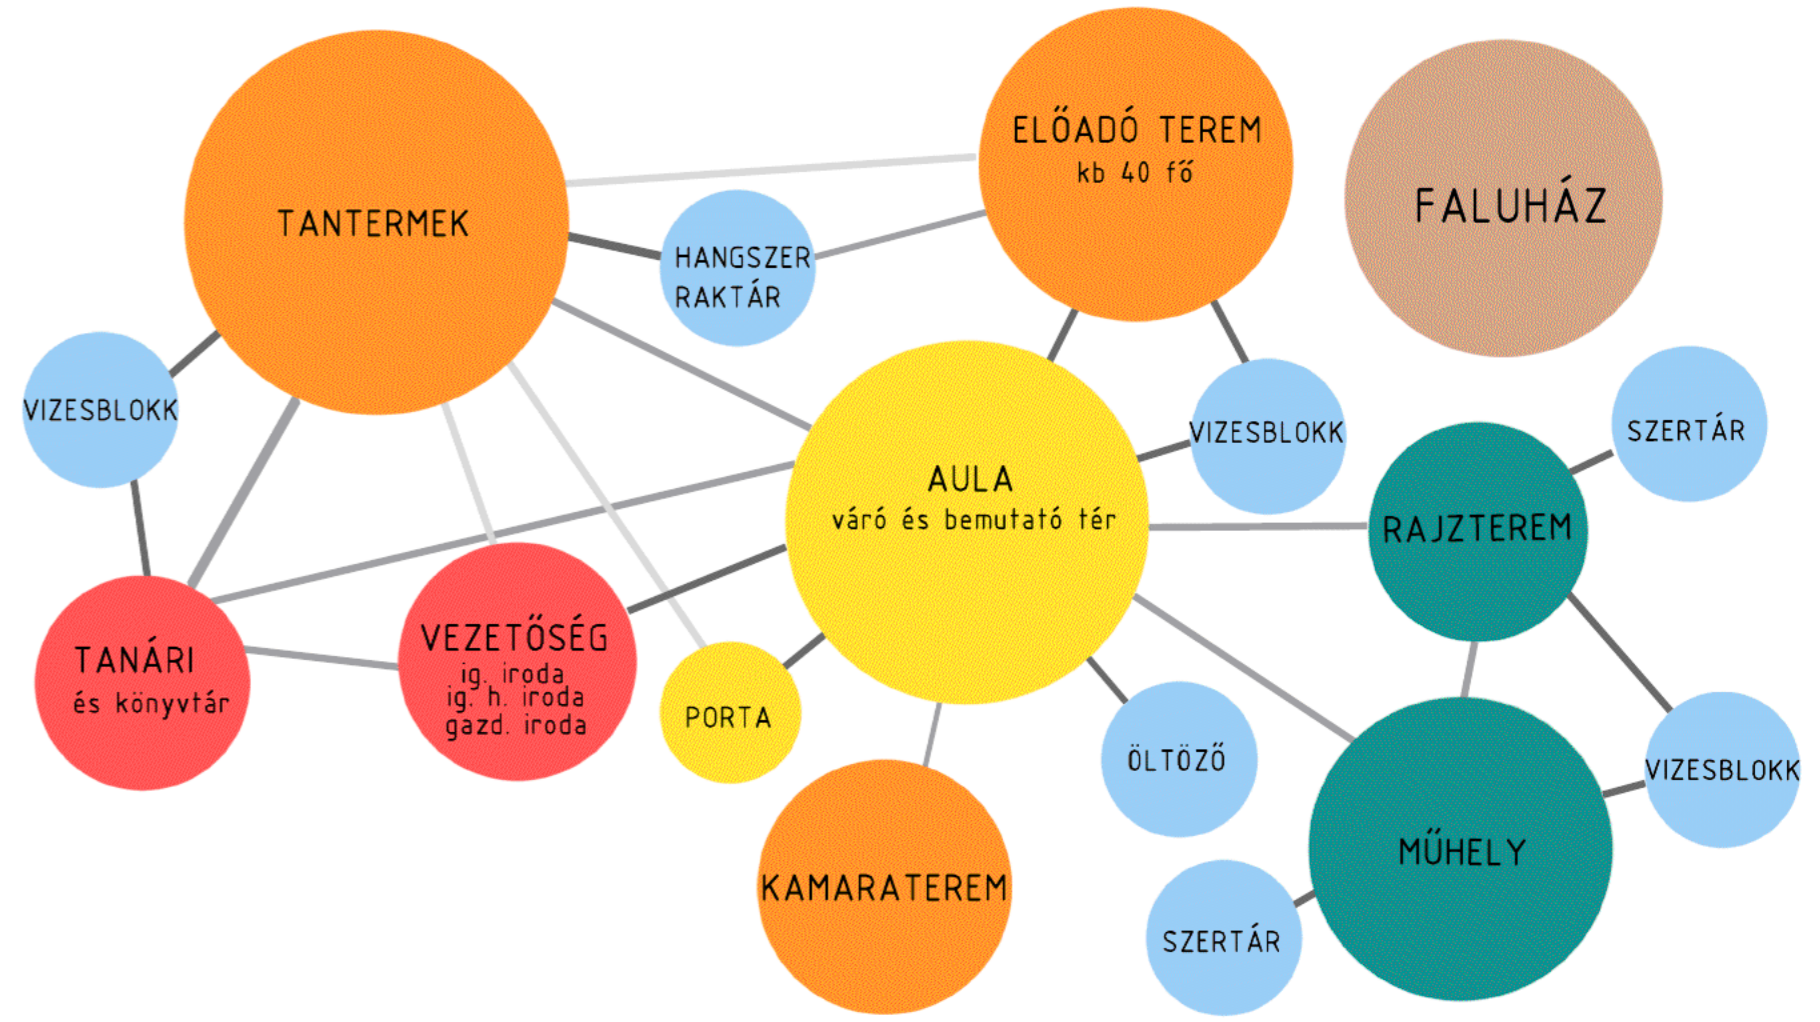 ELŐADÓ TEREM
kb 40 fő
FALUHÁZ
TANTERMEK
HANGSZER
RAKTÁR
VIZESBLOKK
VIZESBLOKK
SZERTÁR
AULA
váró és bemutató tér
RAJZTEREM
TANÁRI
és könyvtár
VEZETŐSÉG
ig. iroda
ig. h. iroda
gazd. iroda
PORTA
ÖLTÖZŐ
VIZESBLOKK
KAMARATEREM
MŰHELY
SZERTÁR